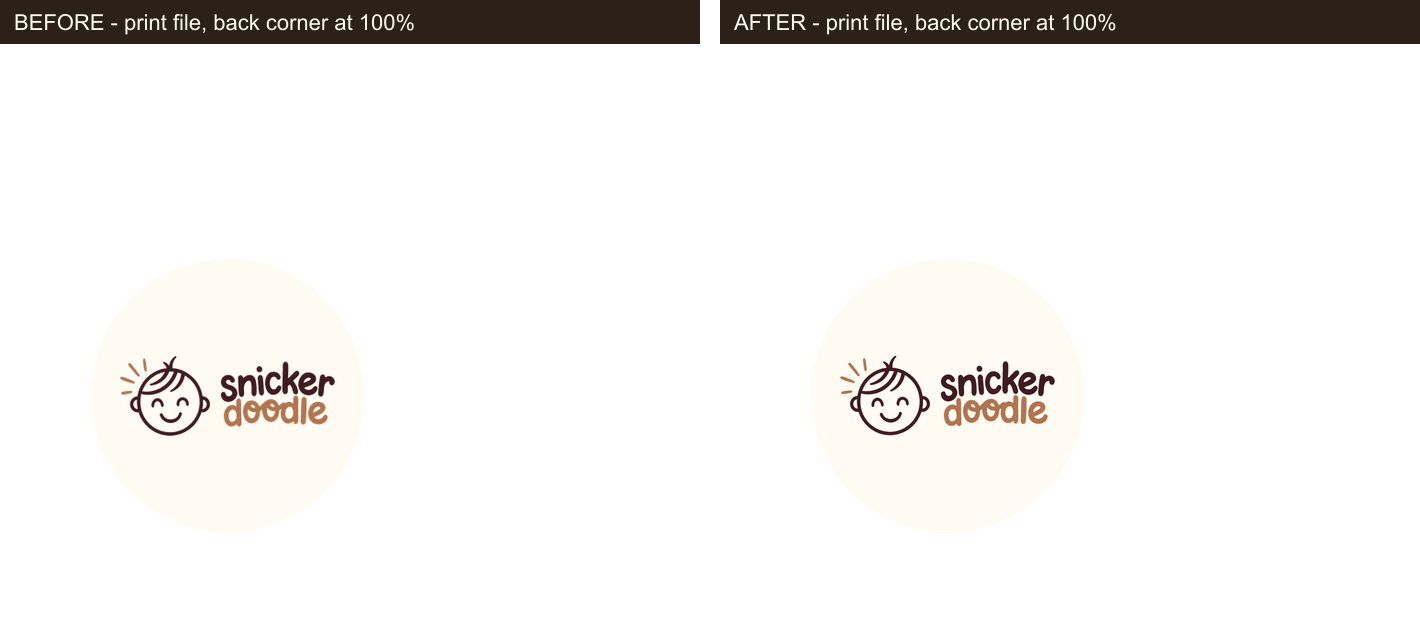 BEFORE - print file, back corner at 100%
AFTER - print file, back corner at 100%
snicker
doodle
snicker
doodle